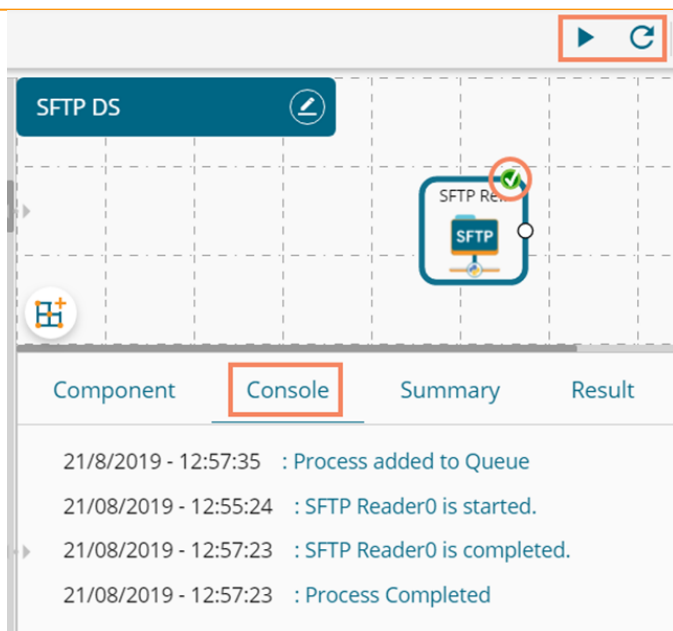 SFTP DS
SFTP Re...
SFTP
Component Console Summary Result
21/8/2019 - 12:57:35 : Process added to Queue
21/08/2019 - 12:55:24 : SFTP Reader0 is started.
21/08/2019 - 12:57:23 : SFTP Reader0 is completed.
21/08/2019 - 12:57:23 : Process Completed